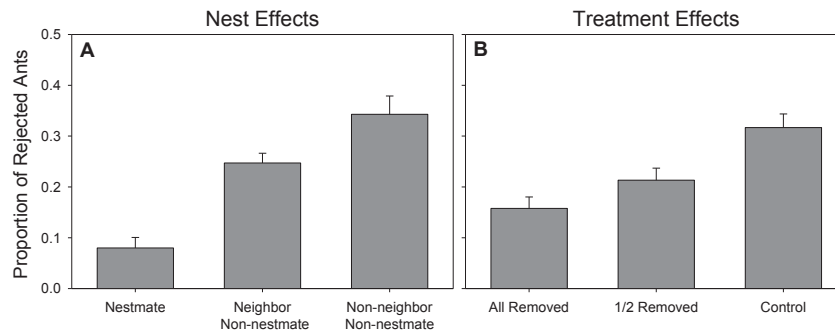 Nest Effects
Treatment Effects
Proportion of Rejected Ants
0.5
0.4
0.3
0.2
0.1
0.0
A
B
Nestmate
Neighbor
Non-nestmate
Non-neighbor
Non-nestmate
All Removed
1/2 Removed
Control